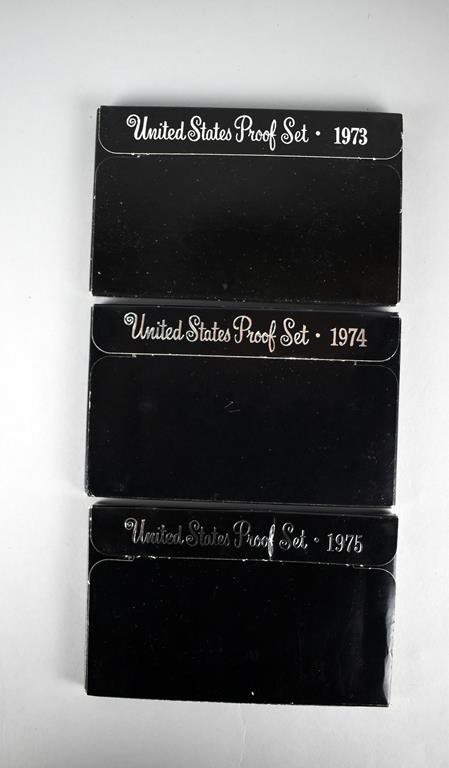 United States Proof Set · 1973
United States Proof Set · 1974
United States Proof Set · 1975